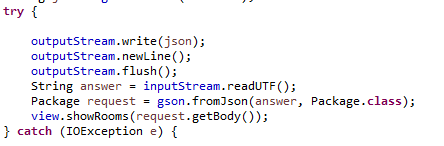 try {
outputStream.write(json);
outputStream.newLine();
outputStream.flush();
String answer = inputStream.readUTF();
Package request = gson.fromJson(answer, Package.class);
view.showRooms(request.getBody());
} catch (IOException e) {